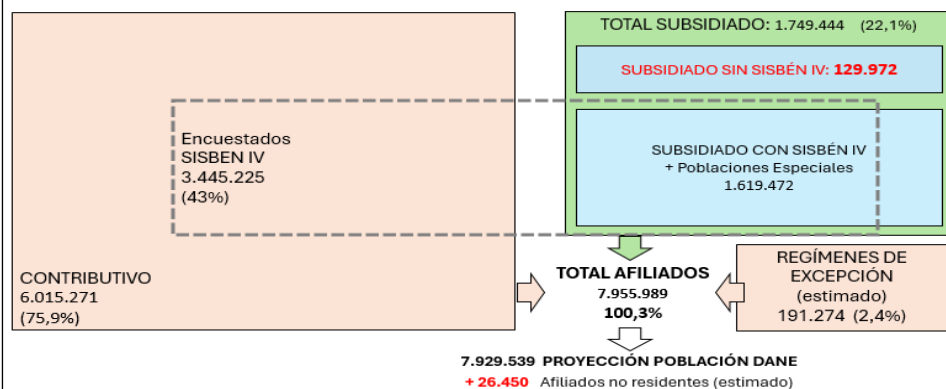 TOTAL SUBSIDIADO: 1.749.444 (22,1%)
SUBSIDIADO SIN SISBÉN IV: 129.972
Encuestados
SISBEN IV
3.445.225
(43%)
SUBSIDIADO CON SISBÉN IV
+ Poblaciones Especiales
1.619.472
CONTRIBUTIVO
6.015.271
(75,9%)
TOTAL AFILIADOS
7.955.989
100,3%
REGÍMENES DE
EXCEPCIÓN
(estimado)
191.274 (2,4%)
7.929.539 PROYECCIÓN POBLACIÓN DANE
+ 26.450 Afiliados no residentes (estimado)